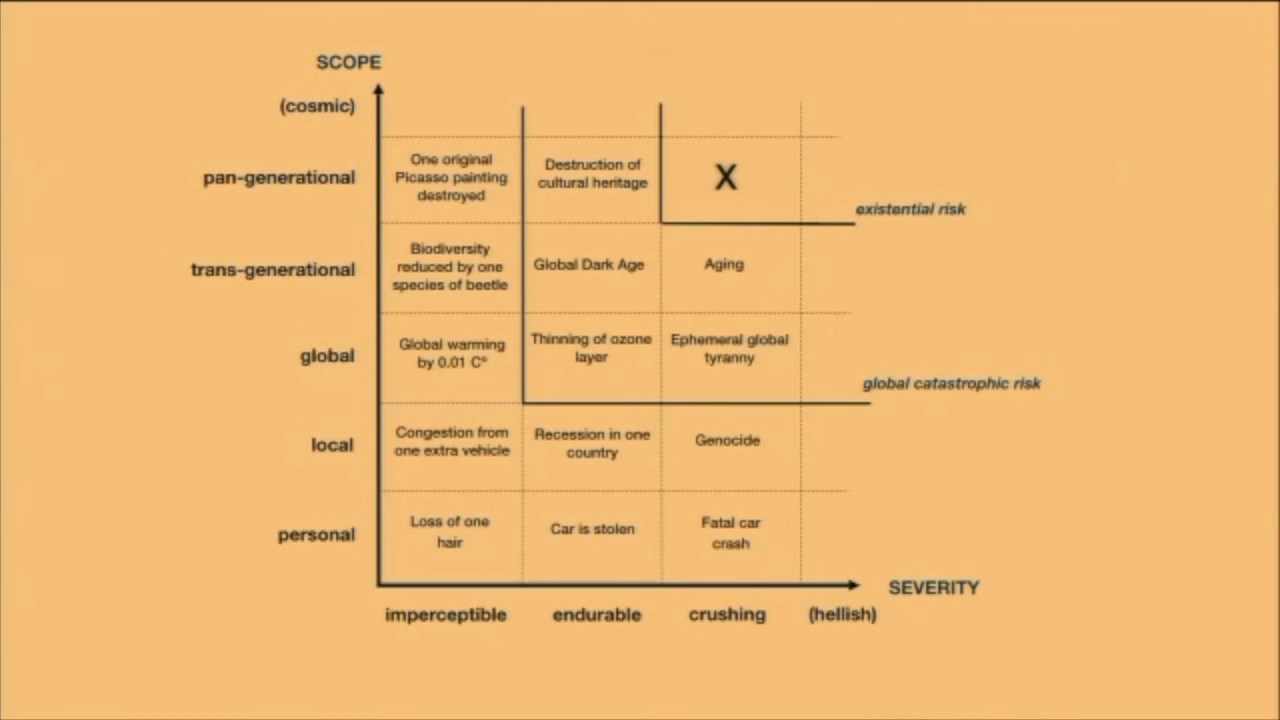 SCOPE
(cosmic)
pan-generational
One original
Picasso painting
destroyed
Destruction of
cultural heritage
X
existential risk
trans-generational
Biodiversity
reduced by one
species of beetle
Global Dark Age
Aging
global
Global warming
by 0.01 C°
Thinning of ozone
layer
Ephemeral global
tyranny
global catastrophic risk
local
Congestion from
one extra vehicle
Recession in one
country
Genocide
personal
Loss of one
hair
Car is stolen
Fatal car
crash
SEVERITY
imperceptible
endurable
crushing
(hellish)